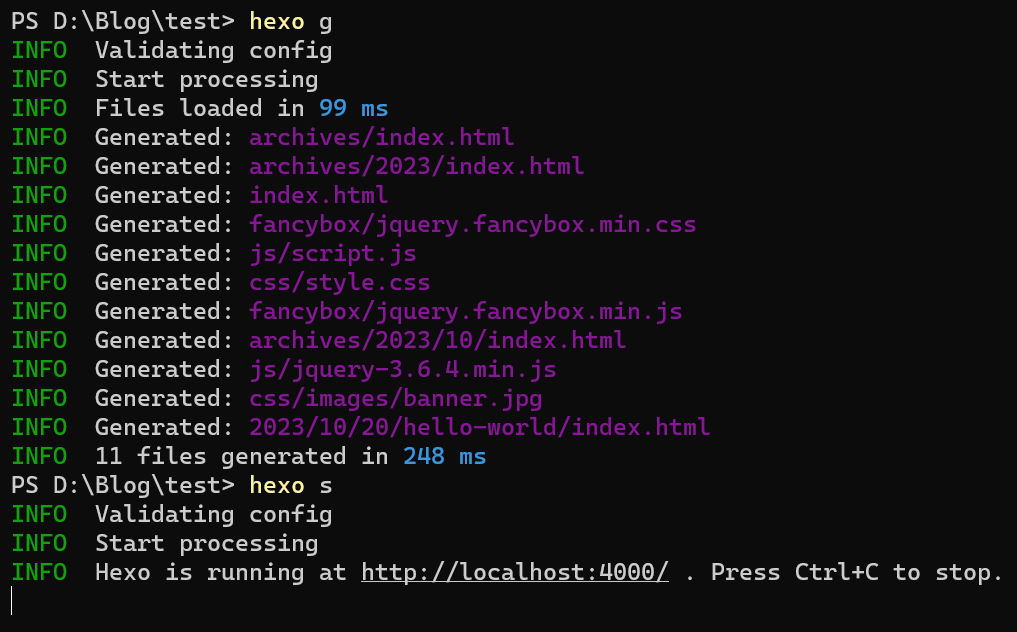 PS D:\Blog\test> hexo g
INFO  Validating config
INFO  Start processing
INFO  Files loaded in 99 ms
INFO  Generated: archives/index.html
INFO  Generated: archives/2023/index.html
INFO  Generated: index.html
INFO  Generated: fancybox/jquery.fancybox.min.css
INFO  Generated: js/script.js
INFO  Generated: css/style.css
INFO  Generated: fancybox/jquery.fancybox.min.js
INFO  Generated: archives/2023/10/index.html
INFO  Generated: js/jquery-3.6.4.min.js
INFO  Generated: css/images/banner.jpg
INFO  Generated: 2023/10/20/hello-world/index.html
INFO  11 files generated in 248 ms
PS D:\Blog\test> hexo s
INFO  Validating config
INFO  Start processing
INFO  Hexo is running at http://localhost:4000/ . Press Ctrl+C to stop.